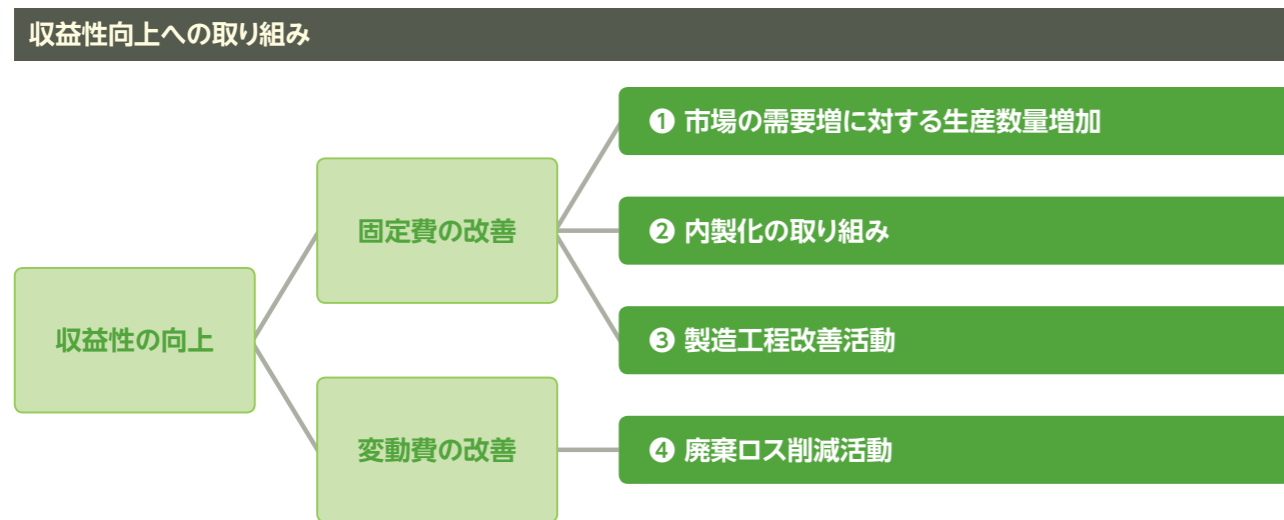 収益性向上への取り組み
収益性の向上
固定費の改善
❶ 市場の需要増に対する生産数量増加
❷ 内製化の取り組み
❸ 製造工程改善活動
変動費の改善
❹ 廃棄ロス削減活動